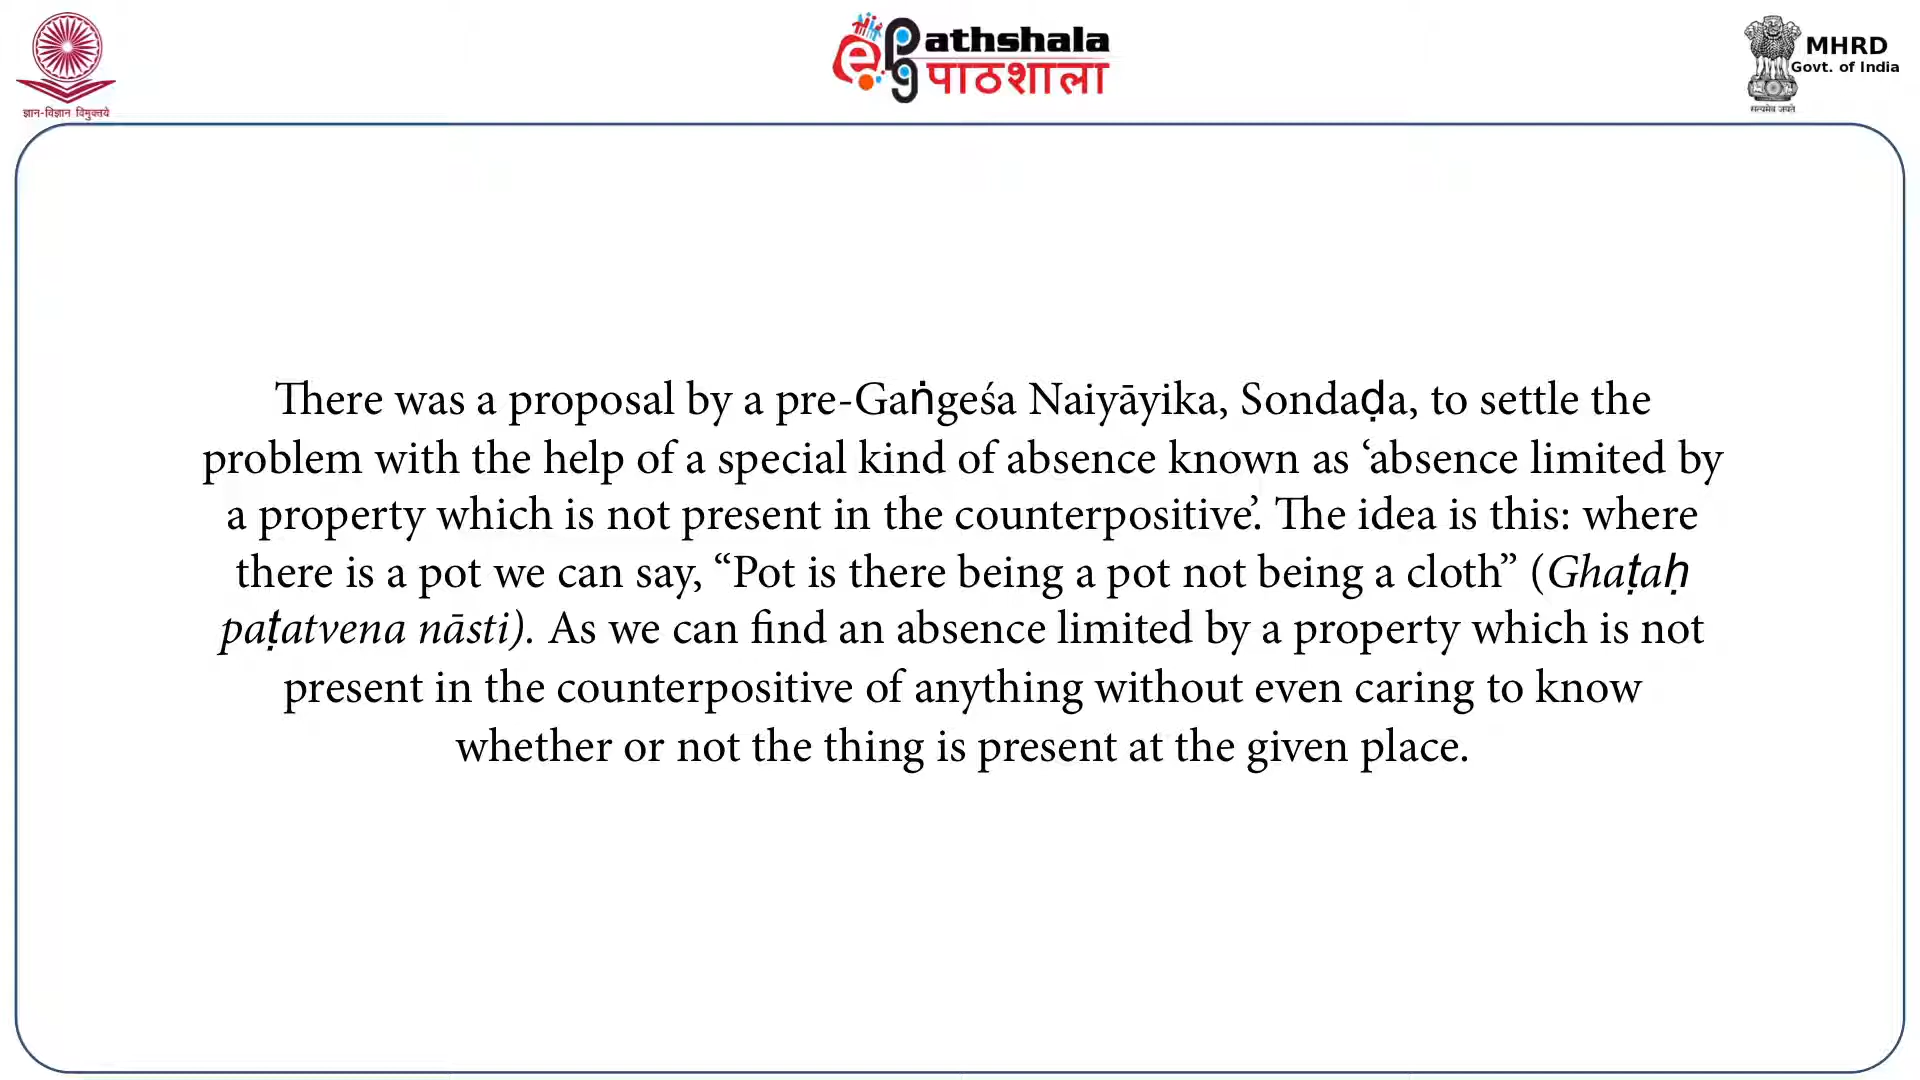 ज्ञान-विज्ञान विमुक्तये
e pg Pathshala
पाठशाला
सत्यमेव जयते
MHRD
Govt. of India
There was a proposal by a pre-Gaṅgeśa Naiyāyika, Sondaḍa, to settle the
problem with the help of a special kind of absence known as ‘absence limited by
a property which is not present in the counterpositive’. The idea is this: where
there is a pot we can say, “Pot is there being a pot not being a cloth” (Ghaṭaḥ
paṭatvena nāsti). As we can find an absence limited by a property which is not
present in the counterpositive of anything without even caring to know
whether or not the thing is present at the given place.